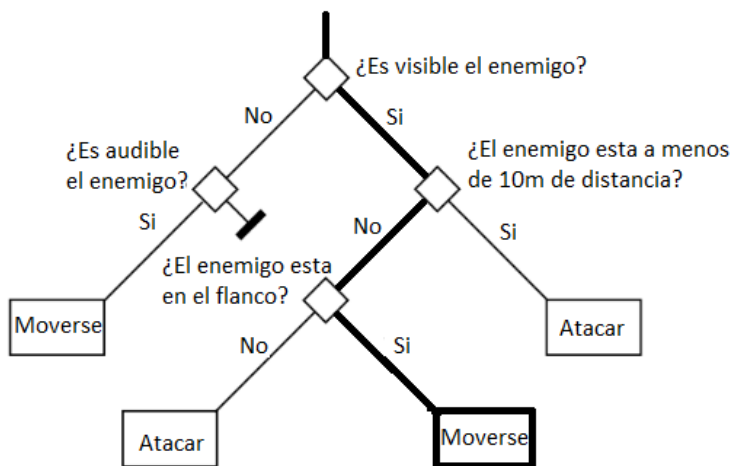 ¿Es visible el enemigo?
No
Si
¿Es audible
el enemigo?
¿El enemigo esta a menos
de 10m de distancia?
Si
No
Si
¿El enemigo esta
en el flanco?
Moverse
Atacar
No
Si
Atacar
Moverse